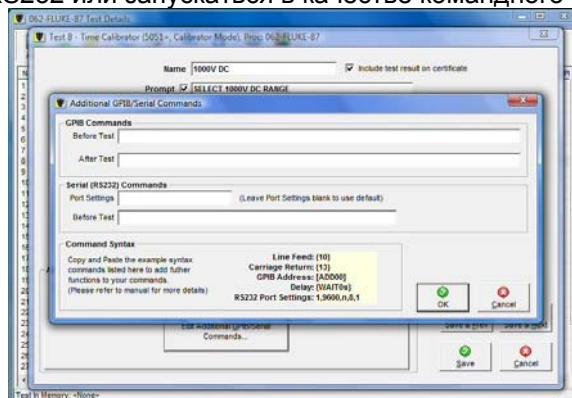 RS232 или запускаться в качестве командного
062-FLUKE-87 Test Details
Test 8 - Time Calibrator (5051+, Calibrator Mode), Proc: 062-FLUKE-87
Name 1000V DC Include test result on certificate
Prompt SELECT 1000V DC RANGE
Additional GPIB/Serial Commands
GPIB Commands
Before Test
After Test
Serial (RS232) Commands
Port Settings (Leave Port Settings blank to use default)
Before Test
Command Syntax
Copy and Paste the example syntax
commands listed here to add futher
functions to your commands.
(Please refer to manual for more details)
Line Feed: {10}
Carriage Return: {13}
GPIB Address: [ADD00]
Delay: [WAIT0s]
RS232 Port Settings: 1,9600,n,8,1
OK Cancel
Edit Additional GPIB/Serial
Commands...
Save & Prev Save & Next
Save Cancel
Test In Memory: <None>